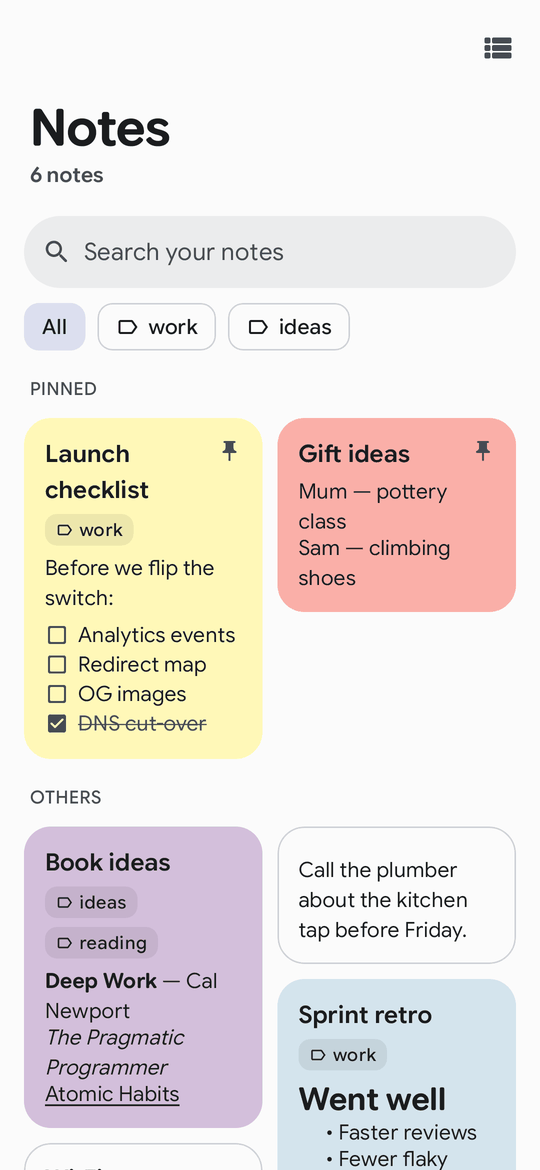 Notes
6 notes
Search your notes
All
work
ideas
PINNED
Launch
checklist
work
Before we flip the
switch:
Analytics events
Redirect map
OG images
DNS cut-over
Gift ideas
Mum — pottery
class
Sam — climbing
shoes
OTHERS
Book ideas
ideas
reading
Deep Work — Cal
Newport
The Pragmatic
Programmer
Atomic Habits
Call the plumber
about the kitchen
tap before Friday.
Sprint retro
work
Went well
• Faster reviews
• Fewer flaky